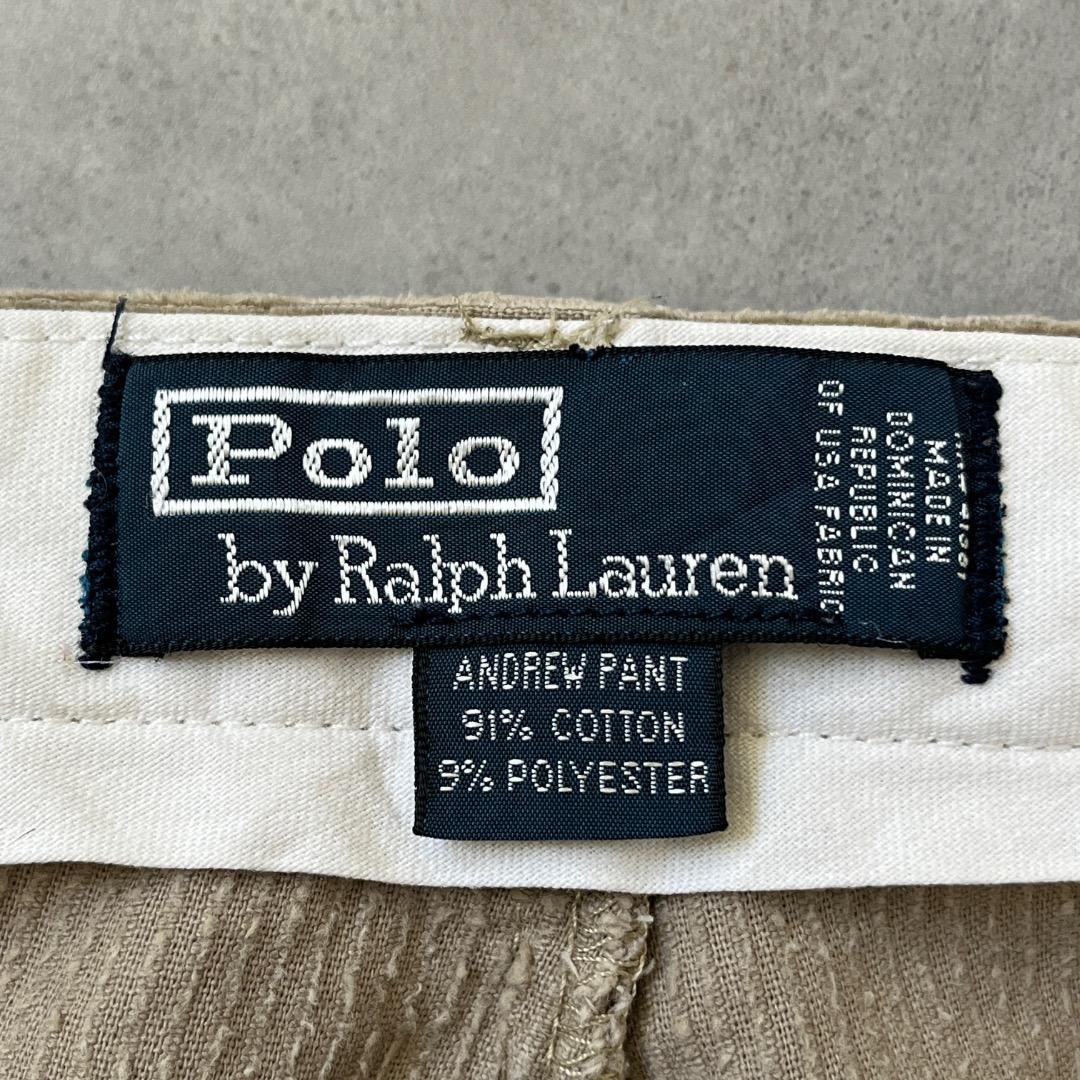 Polo
by Ralph Lauren
MADE IN
DOMINICAN
REPUBLIC
OF USA FABRIC
ANDREW PANT
91% COTTON
9% POLYESTER